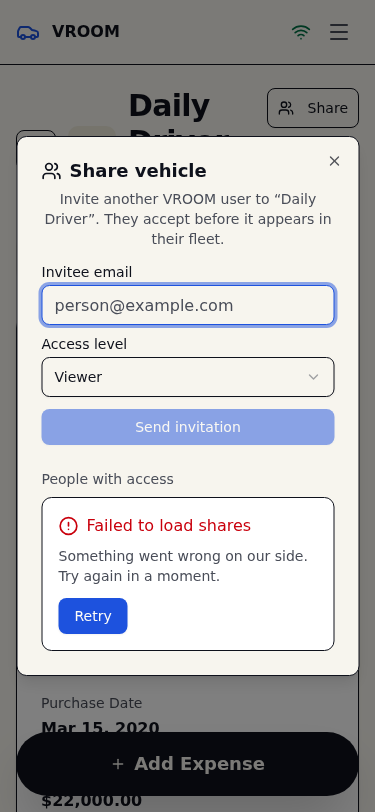 VROOM
Daily
Driver
Share
Share vehicle
Invite another VROOM user to “Daily
Driver”. They accept before it appears in
their fleet.
Invitee email
person@example.com
Access level
Viewer
Send invitation
People with access
Failed to load shares
Something went wrong on our side.
Try again in a moment.
Retry
Purchase Date
Mar 15, 2020
+ Add Expense
$22,000.00